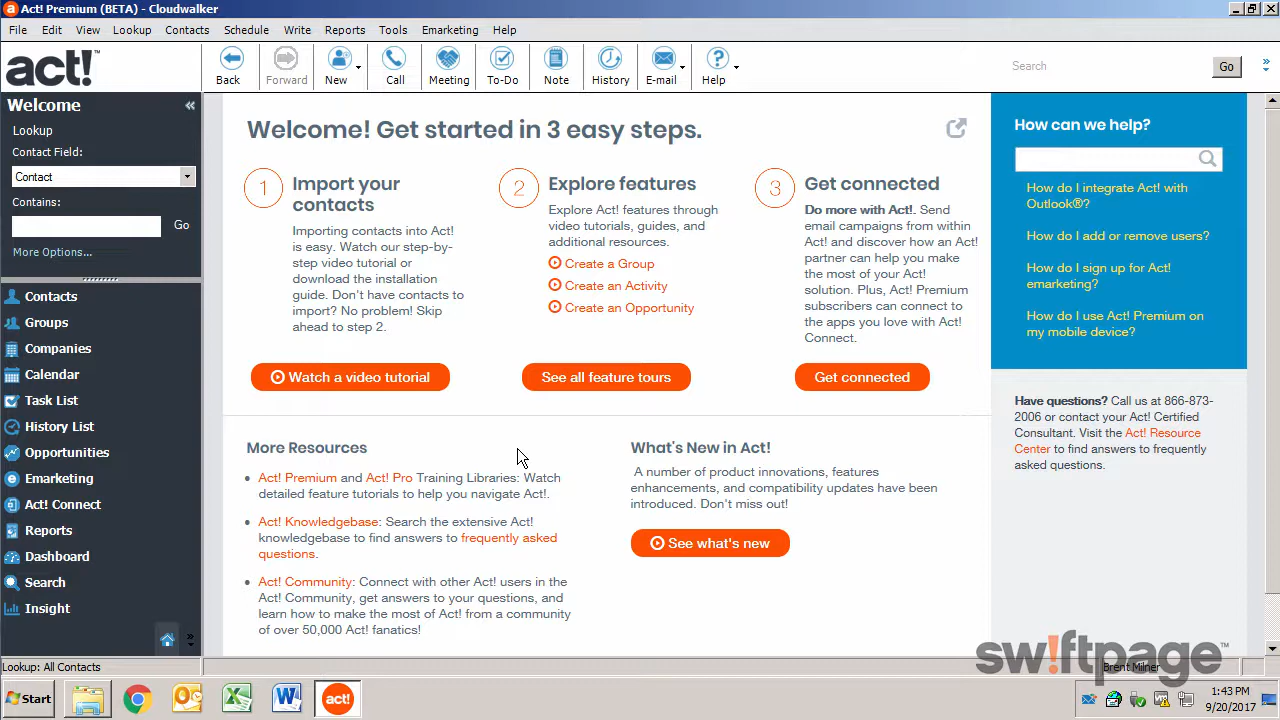 Act! Premium (BETA) - Cloudwalker
File Edit View Lookup Contacts Schedule Write Reports Tools Emarketing Help
act!™
Back Forward New Call Meeting To-Do Note History E-mail Help
Search Go
Welcome
Lookup
Contact Field:
Contact
Contains:
Go
More Options...
Contacts
Groups
Companies
Calendar
Task List
History List
Opportunities
Emarketing
Act! Connect
Reports
Dashboard
Search
Insight
Welcome! Get started in 3 easy steps.
1
Import your
contacts
Importing contacts into Act!
is easy. Watch our step-by-
step video tutorial or
download the installation
guide. Don't have contacts to
import? No problem! Skip
ahead to step 2.
Watch a video tutorial
2
Explore features
Explore Act! features through
video tutorials, guides, and
additional resources.
Create a Group
Create an Activity
Create an Opportunity
See all feature tours
3
Get connected
Do more with Act!. Send
email campaigns from within
Act! and discover how an Act!
partner can help you make
the most of your Act!
solution. Plus, Act! Premium
subscribers can connect to
the apps you love with Act!
Connect.
Get connected
More Resources
Act! Premium and Act! Pro Training Libraries: Watch
detailed feature tutorials to help you navigate Act!.
Act! Knowledgebase: Search the extensive Act!
knowledgebase to find answers to frequently asked
questions.
Act! Community: Connect with other Act! users in the
Act! Community, get answers to your questions, and
learn how to make the most of Act! from a community
of over 50,000 Act! fanatics!
What's New in Act!
A number of product innovations, features
enhancements, and compatibility updates have been
introduced. Don't miss out!
See what's new
How can we help?
How do I integrate Act! with
Outlook®?
How do I add or remove users?
How do I sign up for Act!
emarketing?
How do I use Act! Premium on
my mobile device?
Have questions? Call us at 866-873-
2006 or contact your Act! Certified
Consultant. Visit the Act! Resource
Center to find answers to frequently
asked questions.
sw!ftpage™
Lookup: All Contacts
Brent Milner
Start
act!
1:43 PM
9/20/2017